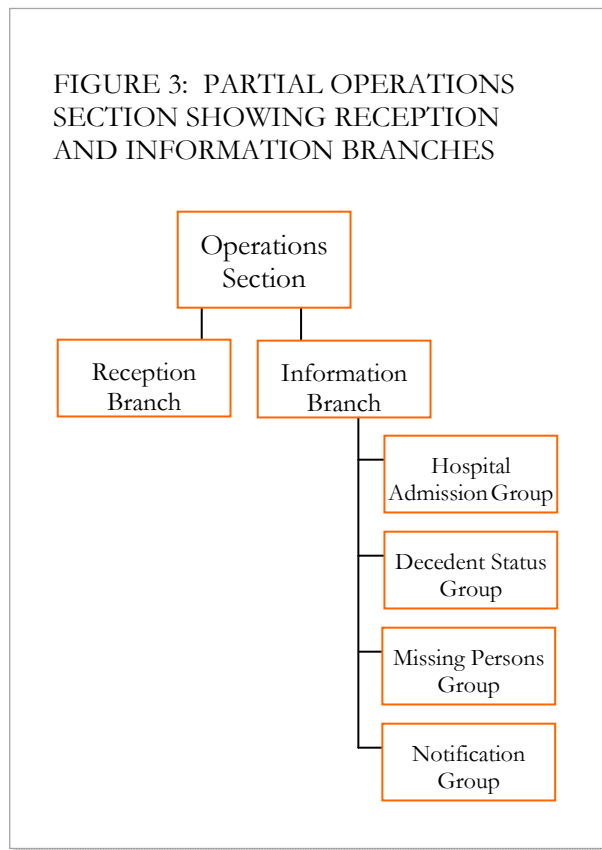 FIGURE 3: PARTIAL OPERATIONS
SECTION SHOWING RECEPTION
AND INFORMATION BRANCHES
Operations
Section
Reception
Branch
Information
Branch
Hospital
Admission Group
Decedent Status
Group
Missing Persons
Group
Notification
Group